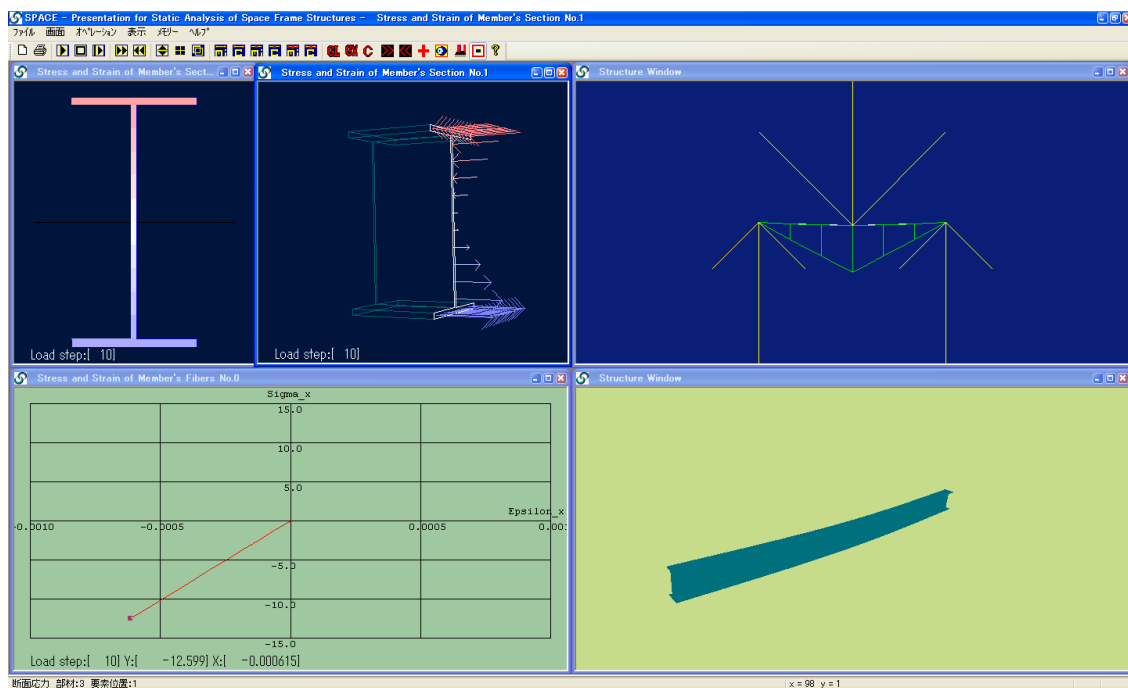 SPACE - Presentation for Static Analysis of Space Frame Structures - Stress and Strain of Member's Section No.1
ファイル 画面 オペレーション 表示 メモリー ヘルプ
Stress and Strain of Member's Sect...
Load step:[ 10]
Stress and Strain of Member's Section No.1
Load step:[ 10]
Structure Window
Stress and Strain of Member's Fibers No.0
Sigma_x
15.0
10.0
5.0
Epsilon_x
-0.0010 -0.0005 0.0005
-5.0
-10.0
-15.0
Load step:[ 10] Y:[ -12.599] X:[ -0.000615]
Structure Window
断面応力 部材:3 要素位置:1
x = 98 y = 1